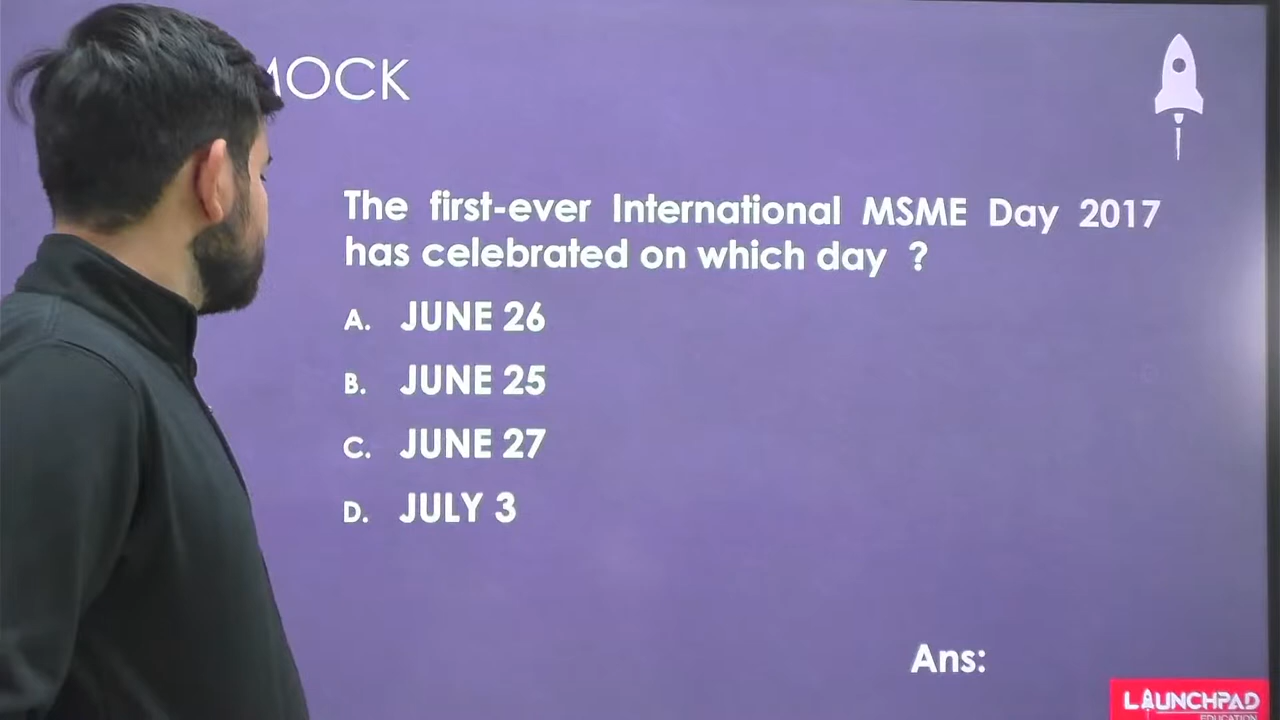 MOCK
The first-ever International MSME Day 2017
has celebrated on which day ?
A. JUNE 26
B. JUNE 25
C. JUNE 27
D. JULY 3
Ans:
LAUNCHPAD
EDUCATION